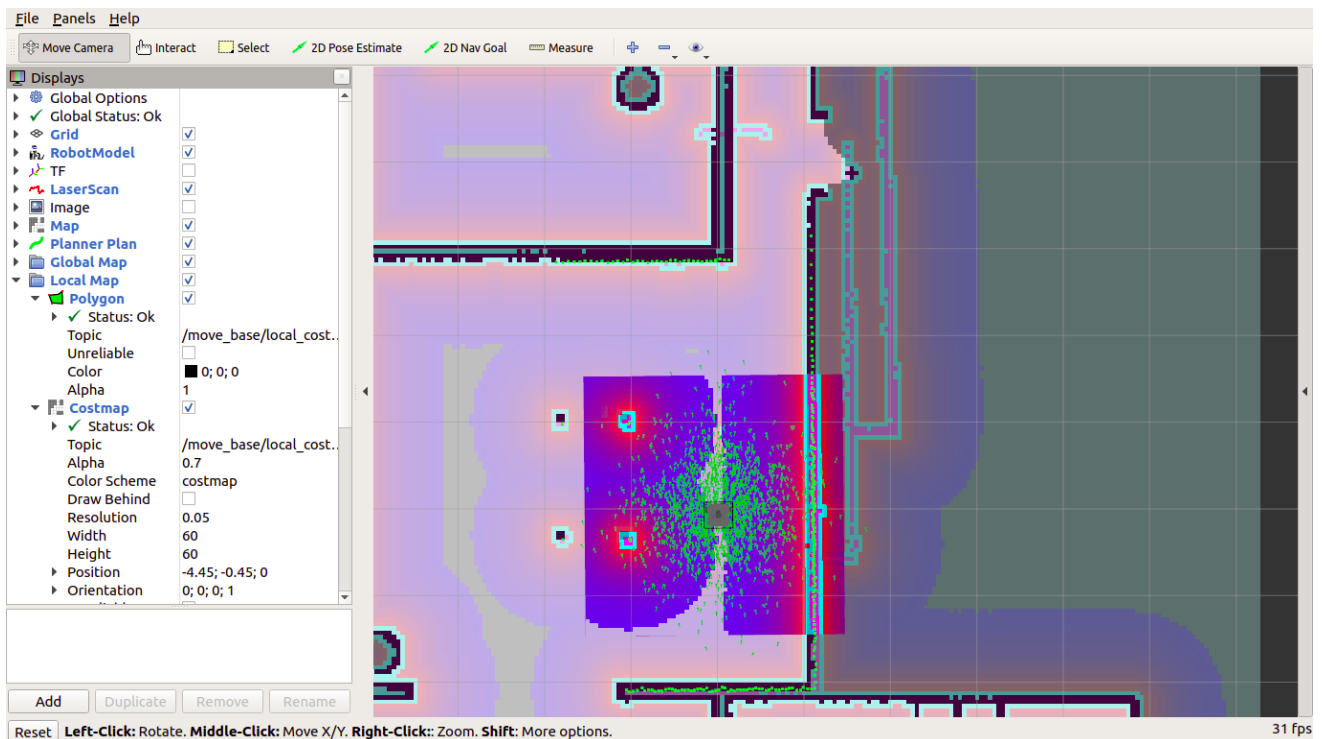 File Panels Help
Move Camera Interact Select 2D Pose Estimate 2D Nav Goal Measure
Displays
Global Options
Global Status: Ok
Grid
RobotModel
TF
LaserScan
Image
Map
Planner Plan
Global Map
Local Map
Polygon
Status: Ok
Topic /move_base/local_cost..
Unreliable
Color 0; 0; 0
Alpha 1
Costmap
Status: Ok
Topic /move_base/local_cost..
Alpha 0.7
Color Scheme costmap
Draw Behind
Resolution 0.05
Width 60
Height 60
Position -4.45; -0.45; 0
Orientation 0; 0; 0; 1
Add Duplicate Remove Rename
Reset Left-Click: Rotate. Middle-Click: Move X/Y. Right-Click:: Zoom. Shift: More options. 31 fps